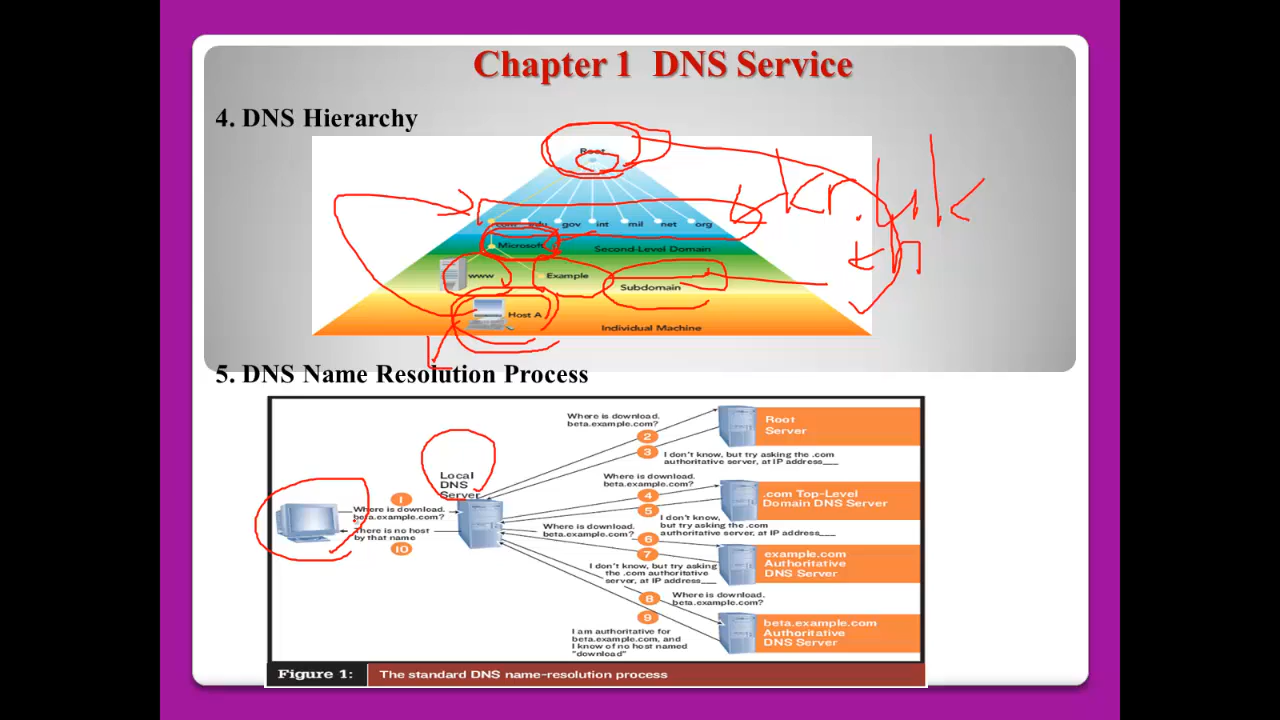 Chapter 1 DNS Service
4. DNS Hierarchy
Root
com edu gov int mil net org
Microsoft
Second-Level Domain
www
Example
Subdomain
Host A
Individual Machine
kr.
uk
5. DNS Name Resolution Process
Local
DNS
Server
1
Where is download.
beta.example.com?
There is no host
by that name
10
Where is download.
beta.example.com?
2
3
I don't know, but try asking the .com
authoritative server, at IP address___
Root
Server
Where is download.
beta.example.com?
4
5
I don't know,
but try asking the .com
authoritative server, at IP address___
.com Top-Level
Domain DNS Server
Where is download.
beta.example.com?
6
7
I don't know, but try asking
the .com authoritative
server, at IP address___
example.com
Authoritative
DNS Server
8
Where is download.
beta.example.com?
9
I am authoritative for
beta.example.com, and
I know of no host named
"download"
beta.example.com
Authoritative
DNS Server
Figure 1: The standard DNS name-resolution process